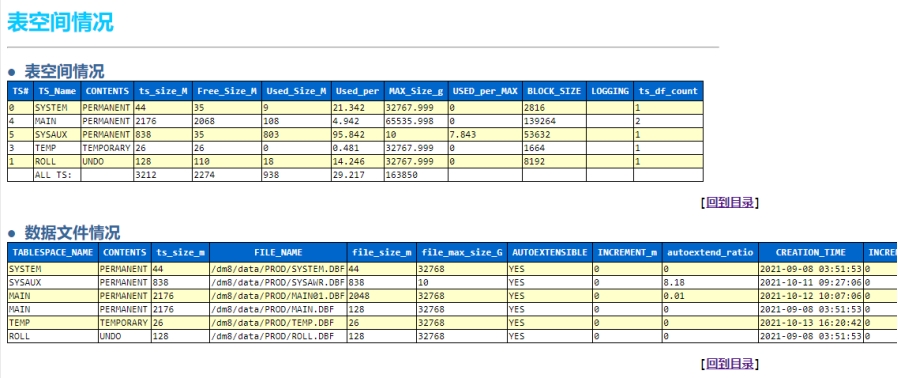 表空间情况
● 表空间情况
TS# TS_Name CONTENTS ts_size_M Free_Size_M Used_Size_M Used_per MAX_Size_g USED_per_MAX BLOCK_SIZE LOGGING ts_df_count
0 SYSTEM PERMANENT 44 35 9 21.342 32767.999 0 2816 1
4 MAIN PERMANENT 2176 2068 108 4.942 65535.998 0 139264 2
5 SYSAUX PERMANENT 838 35 803 95.842 10 7.843 53632 1
3 TEMP TEMPORARY 26 26 0 0.481 32767.999 0 1664 1
1 ROLL UNDO 128 110 18 14.246 32767.999 0 8192 1
ALL TS: 3212 2274 938 29.217 163850
[回到目录]
● 数据文件情况
TABLESPACE_NAME CONTENTS ts_size_m FILE_NAME file_size_m file_max_size_G AUTOEXTENSIBLE INCREMENT_m autoextend_ratio CREATION_TIME INCREM
SYSTEM PERMANENT 44 /dm8/data/PROD/SYSTEM.DBF 44 32768 YES 0 0 2021-09-08 03:51:53 0
SYSAUX PERMANENT 838 /dm8/data/PROD/SYSAWR.DBF 838 10 YES 0 8.18 2021-10-11 09:27:06 0
MAIN PERMANENT 2176 /dm8/data/PROD/MAIN01.DBF 2048 32768 YES 0 0.01 2021-10-12 10:07:06 0
MAIN PERMANENT 2176 /dm8/data/PROD/MAIN.DBF 128 32768 YES 0 0 2021-09-08 03:51:53 0
TEMP TEMPORARY 26 /dm8/data/PROD/TEMP.DBF 26 32768 YES 0 0 2021-10-13 16:20:42 0
ROLL UNDO 128 /dm8/data/PROD/ROLL.DBF 128 32768 YES 0 0 2021-09-08 03:51:53 0
[回到目录]